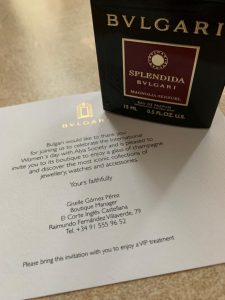 BVLGARI
SPLENDIDA
BVLGARI
MAGNOLIA SENSUEL
EAU DE PARFUM
15 ML 0.5 FL.OZ. U.S.
BVLGARI
Bulgari would like to thank you
for joining us to celebrate the International
Women's day with Alya Society and is pleased to
invite you to its boutique to enjoy a glass of champagne
and discover the most iconic collections of
jewellery, watches and accessories.
Yours faithfully
Giselle Gómez Pérez
Boutique Manager
El Corte Inglés Castellana
Raimundo Fernández Villaverde, 79
Tel. +34 91 555 96 52
Please bring this invitation with you to enjoy a VIP treatment